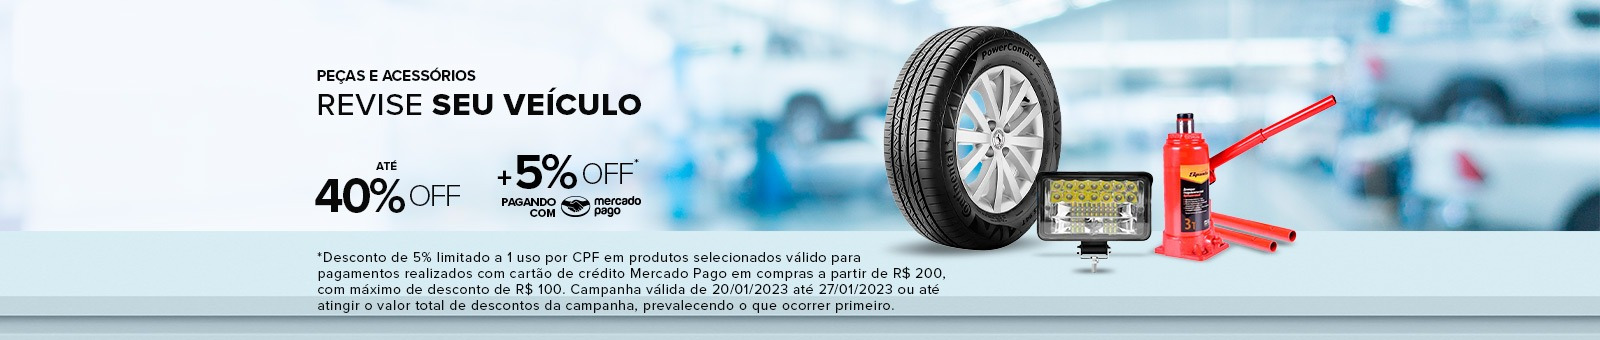 PEÇAS E ACESSÓRIOS
REVISE SEU VEÍCULO
ATÉ
40% OFF
+5% OFF*
PAGANDO
COM
mercado
pago
*Desconto de 5% limitado a 1 uso por CPF em produtos selecionados válido para
pagamentos realizados com cartão de crédito Mercado Pago em compras a partir de R$ 200,
com máximo de desconto de R$ 100. Campanha válida de 20/01/2023 até 27/01/2023 ou até
atingir o valor total de descontos da campanha, prevalecendo o que ocorrer primeiro.
PowerContact 2
Continental